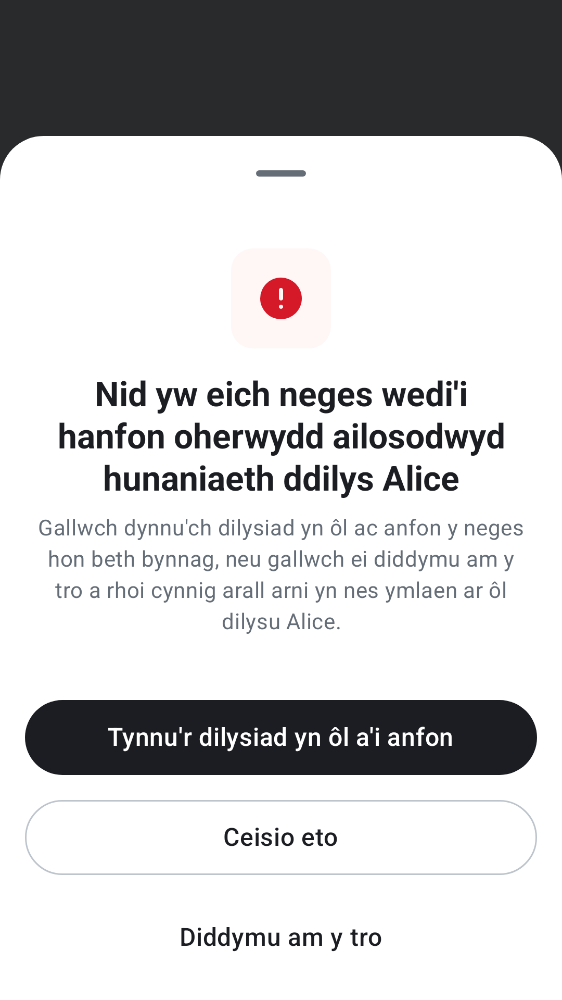 Nid yw eich neges wedi'i
hanfon oherwydd ailosodwyd
hunaniaeth ddilys Alice
Gallwch dynnu'ch dilysiad yn ôl ac anfon y neges
hon beth bynnag, neu gallwch ei diddymu am y
tro a rhoi cynnig arall arni yn nes ymlaen ar ôl
dilysu Alice.
Tynnu'r dilysiad yn ôl a'i anfon
Ceisio eto
Diddymu am y tro